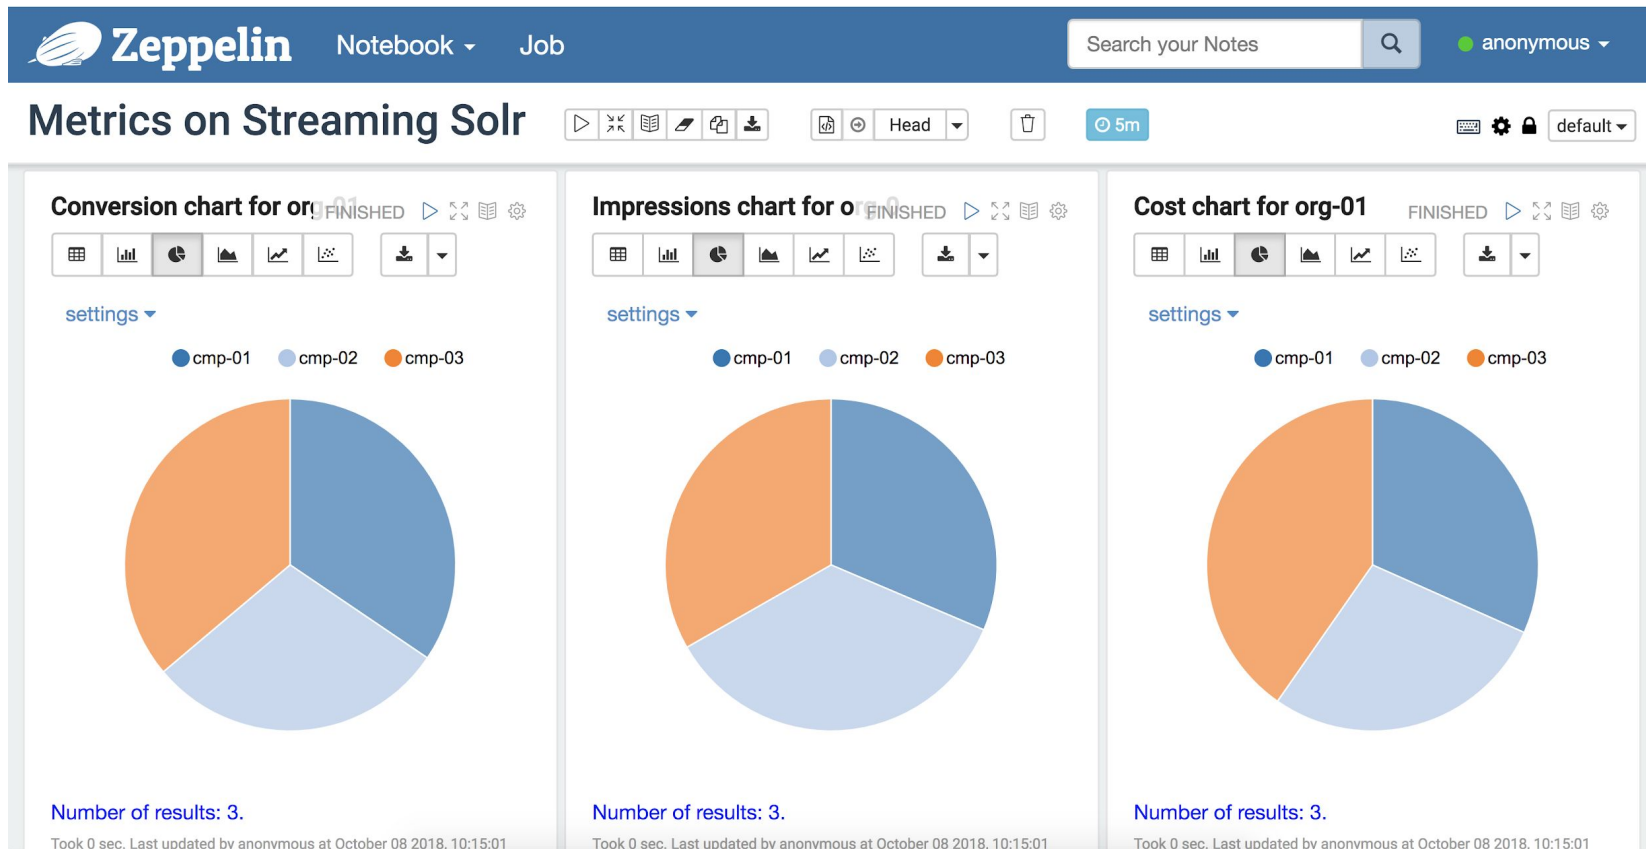 Zeppelin Notebook Job Search your Notes anonymous
Metrics on Streaming Solr Head 5m default
Conversion chart for org-01 FINISHED
settings
cmp-01 cmp-02 cmp-03
Number of results: 3.
Took 0 sec. Last updated by anonymous at October 08 2018, 10:15:01
Impressions chart for org-0 FINISHED
settings
cmp-01 cmp-02 cmp-03
Number of results: 3.
Took 0 sec. Last updated by anonymous at October 08 2018, 10:15:01
Cost chart for org-01 FINISHED
settings
cmp-01 cmp-02 cmp-03
Number of results: 3.
Took 0 sec. Last updated by anonymous at October 08 2018, 10:15:01